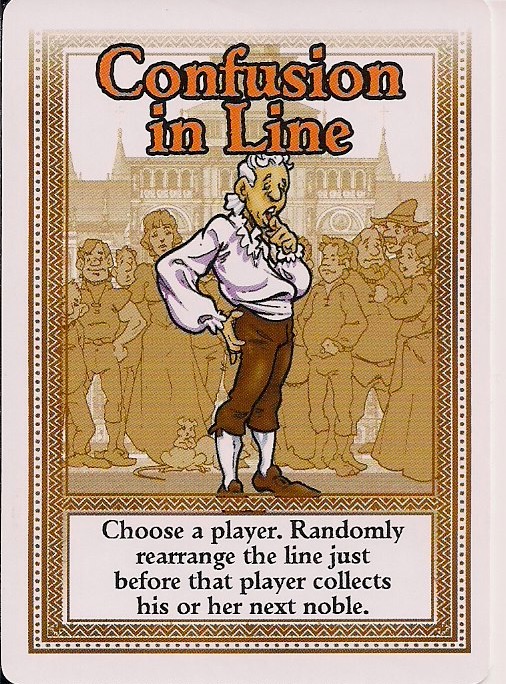 Confusion
in Line
Choose a player. Randomly
rearrange the line just
before that player collects
his or her next noble.